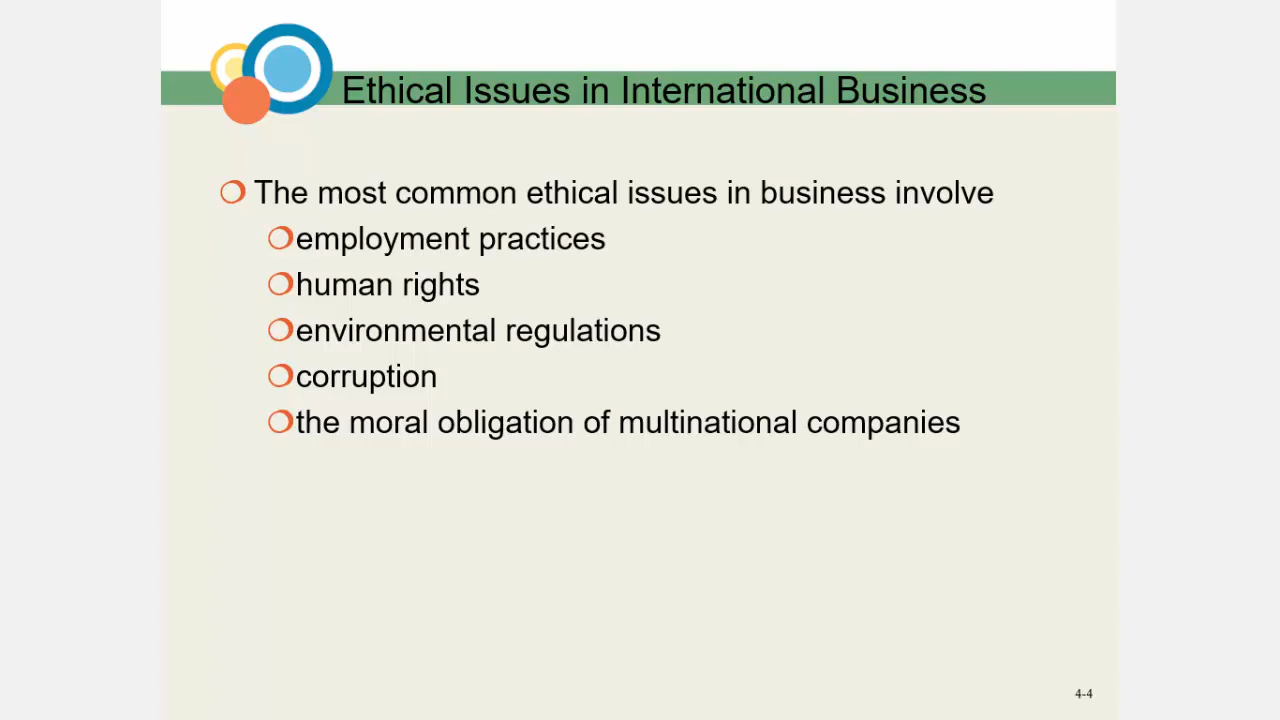 Ethical Issues in International Business
The most common ethical issues in business involve
employment practices
human rights
environmental regulations
corruption
the moral obligation of multinational companies
4-4